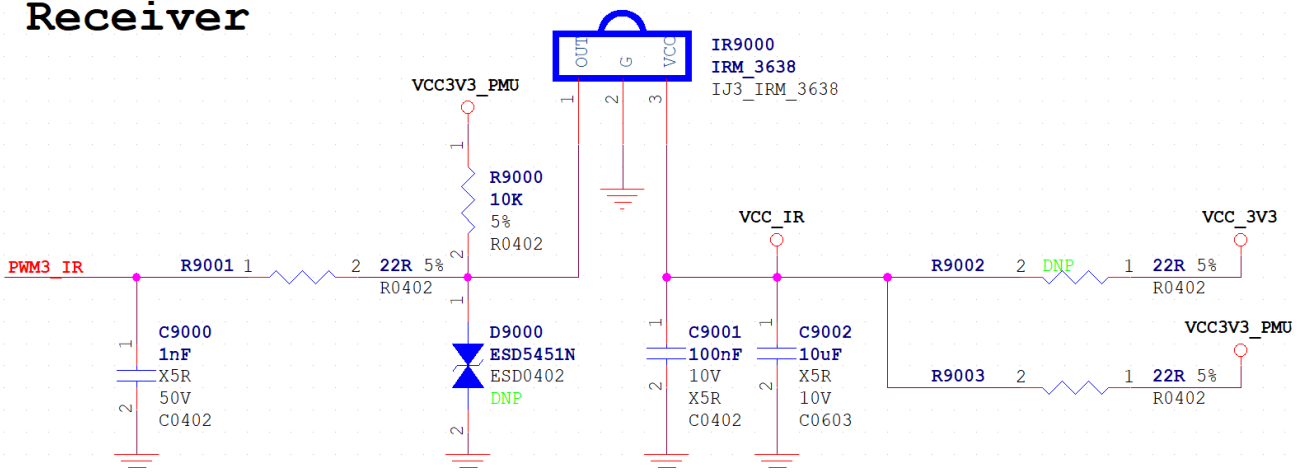 Receiver
OUT
G
VCC
IR9000
IRM_3638
IJ3_IRM_3638
1
2
3
VCC3V3_PMU
1
R9000
10K
5%
R0402
2
PWM3_IR
R9001 1
2 22R 5%
R0402
VCC_IR
R9002 2 DNP 1 22R 5%
R0402
VCC_3V3
1
C9000
1nF
X5R
50V
C0402
2
1
D9000
ESD5451N
ESD0402
DNP
2
1
C9001
100nF
10V
X5R
C0402
2
1
C9002
10uF
X5R
10V
C0603
2
VCC3V3_PMU
R9003 2 1 22R 5%
R0402